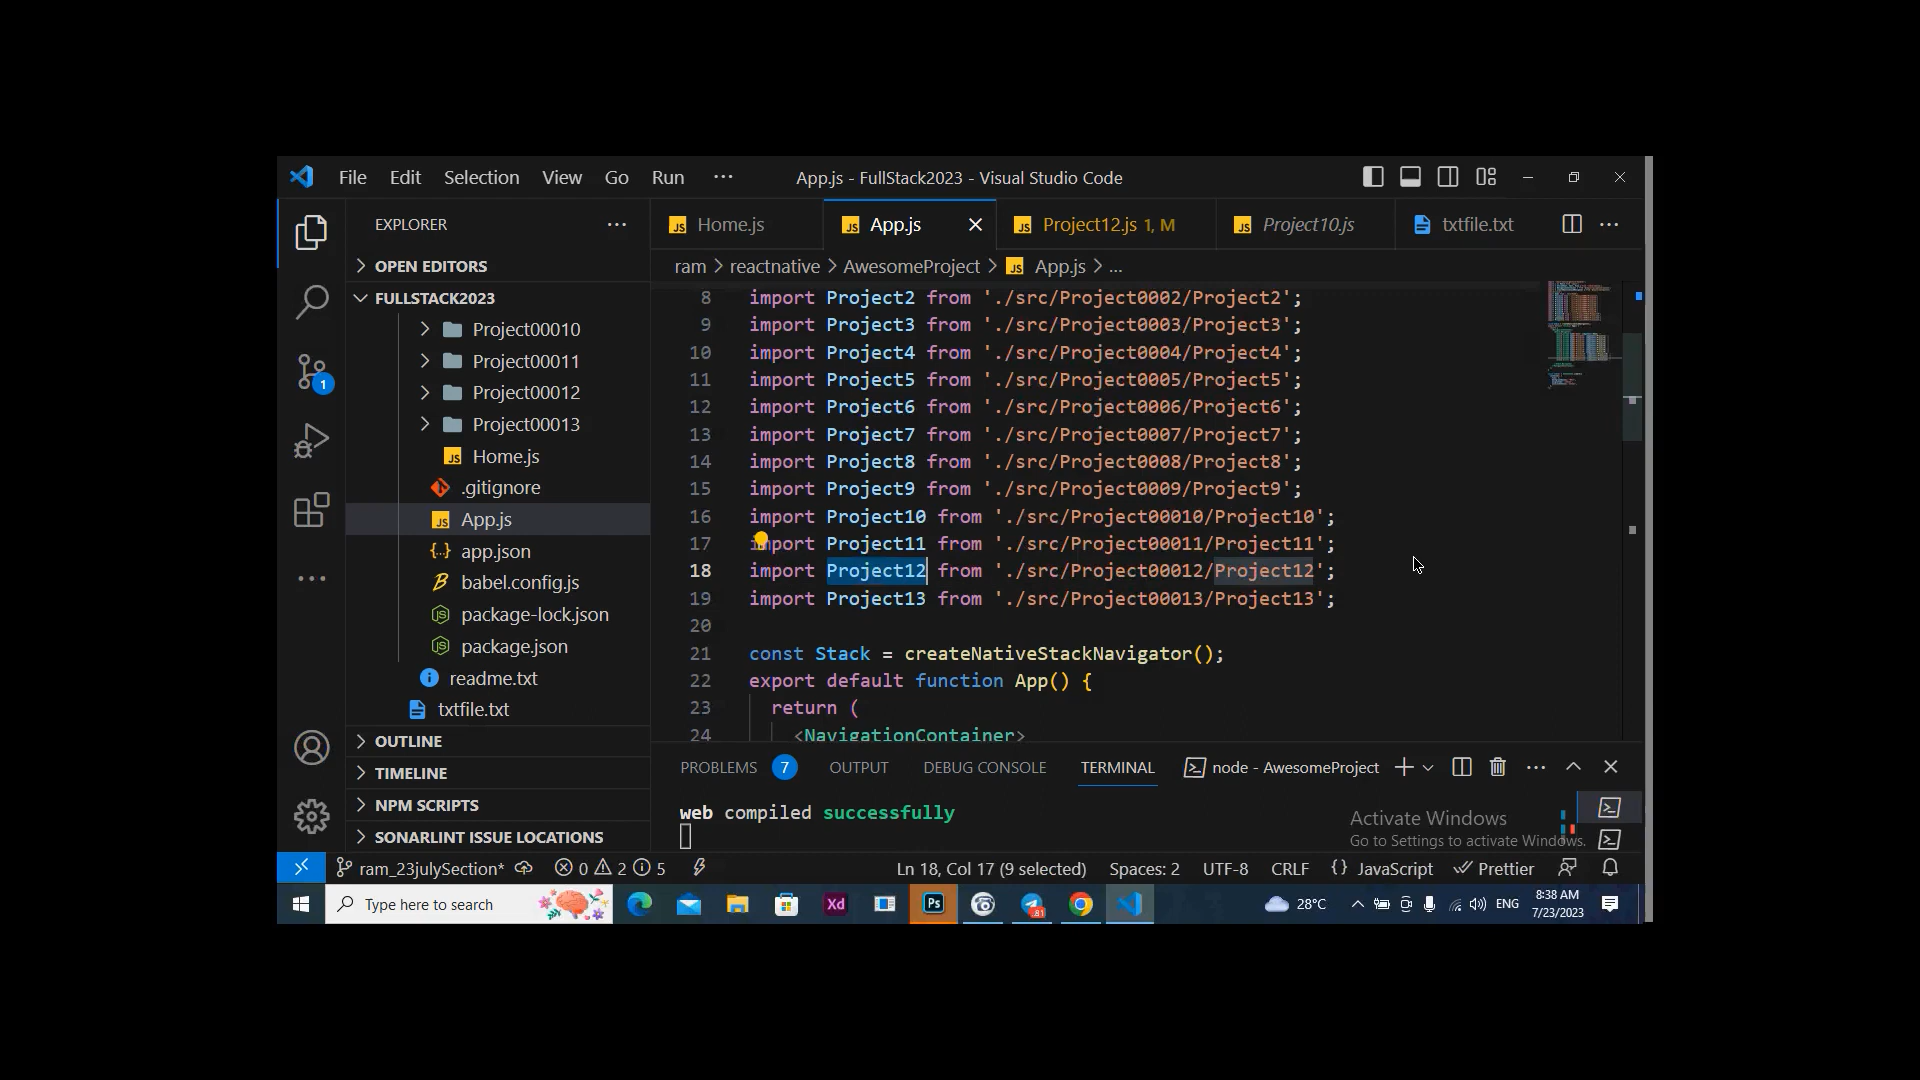 File Edit Selection View Go Run ··· App.js - FullStack2023 - Visual Studio Code
EXPLORER ···
Home.js App.js Project12.js 1, M Project10.js txtfile.txt ···
OPEN EDITORS
ram > reactnative > AwesomeProject > App.js > ...
FULLSTACK2023
Project00010
Project00011
Project00012
Project00013
Home.js
.gitignore
App.js
app.json
babel.config.js
package-lock.json
package.json
readme.txt
txtfile.txt
OUTLINE
TIMELINE
NPM SCRIPTS
SONARLINT ISSUE LOCATIONS
1
8 import Project2 from './src/Project0002/Project2';
9 import Project3 from './src/Project0003/Project3';
10 import Project4 from './src/Project0004/Project4';
11 import Project5 from './src/Project0005/Project5';
12 import Project6 from './src/Project0006/Project6';
13 import Project7 from './src/Project0007/Project7';
14 import Project8 from './src/Project0008/Project8';
15 import Project9 from './src/Project0009/Project9';
16 import Project10 from './src/Project00010/Project10';
17 import Project11 from './src/Project00011/Project11';
18 import Project12 from './src/Project00012/Project12';
19 import Project13 from './src/Project00013/Project13';
20
21 const Stack = createNativeStackNavigator();
22 export default function App() {
23 return (
24 <NavigationContainer>
PROBLEMS 7 OUTPUT DEBUG CONSOLE TERMINAL node - AwesomeProject
web compiled successfully
Activate Windows
Go to Settings to activate Windows.
ram_23julySection* 0 2 5 Ln 18, Col 17 (9 selected) Spaces: 2 UTF-8 CRLF {} JavaScript Prettier
Type here to search Xd Ps 81 28°C ENG 8:38 AM
7/23/2023